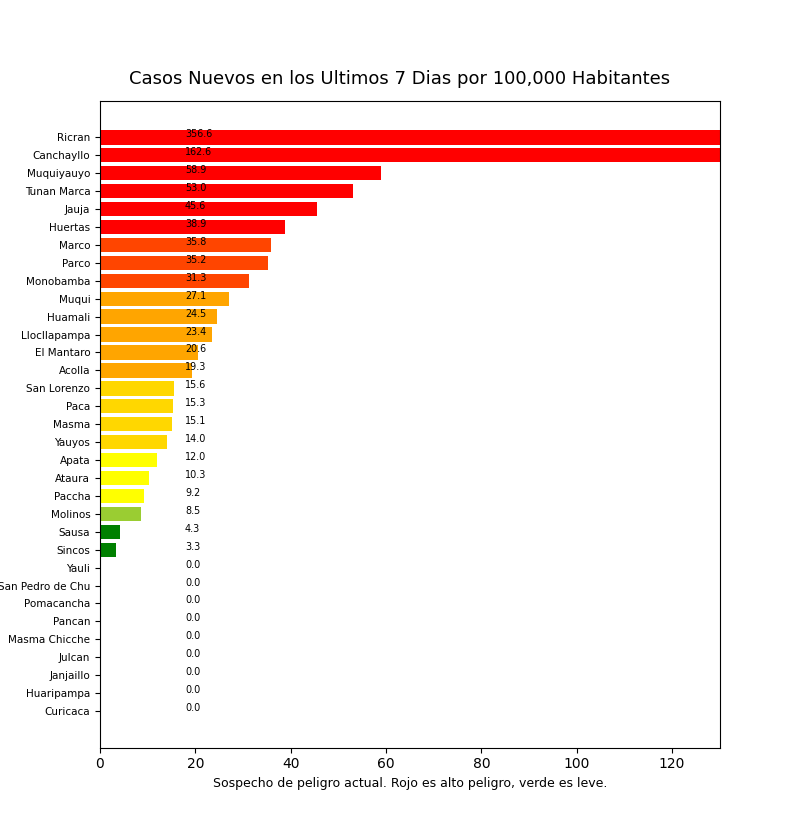 Casos Nuevos en los Ultimos 7 Dias por 100,000 Habitantes
Ricran 356.6
Canchayllo 162.6
Muquiyauyo 58.9
Tunan Marca 53.0
Jauja 45.6
Huertas 38.9
Marco 35.8
Parco 35.2
Monobamba 31.3
Muqui 27.1
Huamali 24.5
Llocllapampa 23.4
El Mantaro 20.6
Acolla 19.3
San Lorenzo 15.6
Paca 15.3
Masma 15.1
Yauyos 14.0
Apata 12.0
Ataura 10.3
Paccha 9.2
Molinos 8.5
Sausa 4.3
Sincos 3.3
Yauli 0.0
San Pedro de Chu 0.0
Pomacancha 0.0
Pancan 0.0
Masma Chicche 0.0
Julcan 0.0
Janjaillo 0.0
Huaripampa 0.0
Curicaca 0.0
0 20 40 60 80 100 120
Sospecho de peligro actual. Rojo es alto peligro, verde es leve.